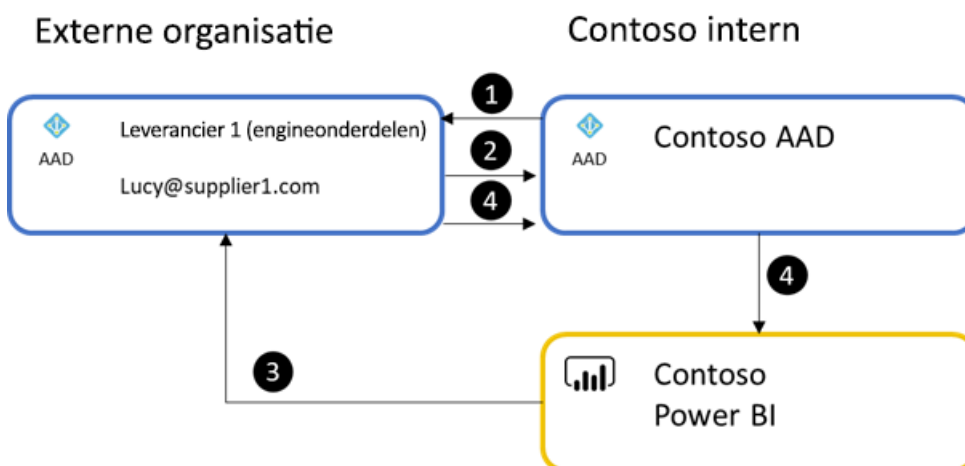 Externe organisatie
Contoso intern
1
AAD
Leverancier 1 (engineonderdelen)
Lucy@supplier1.com
2
4
AAD
Contoso AAD
4
3
Contoso
Power BI